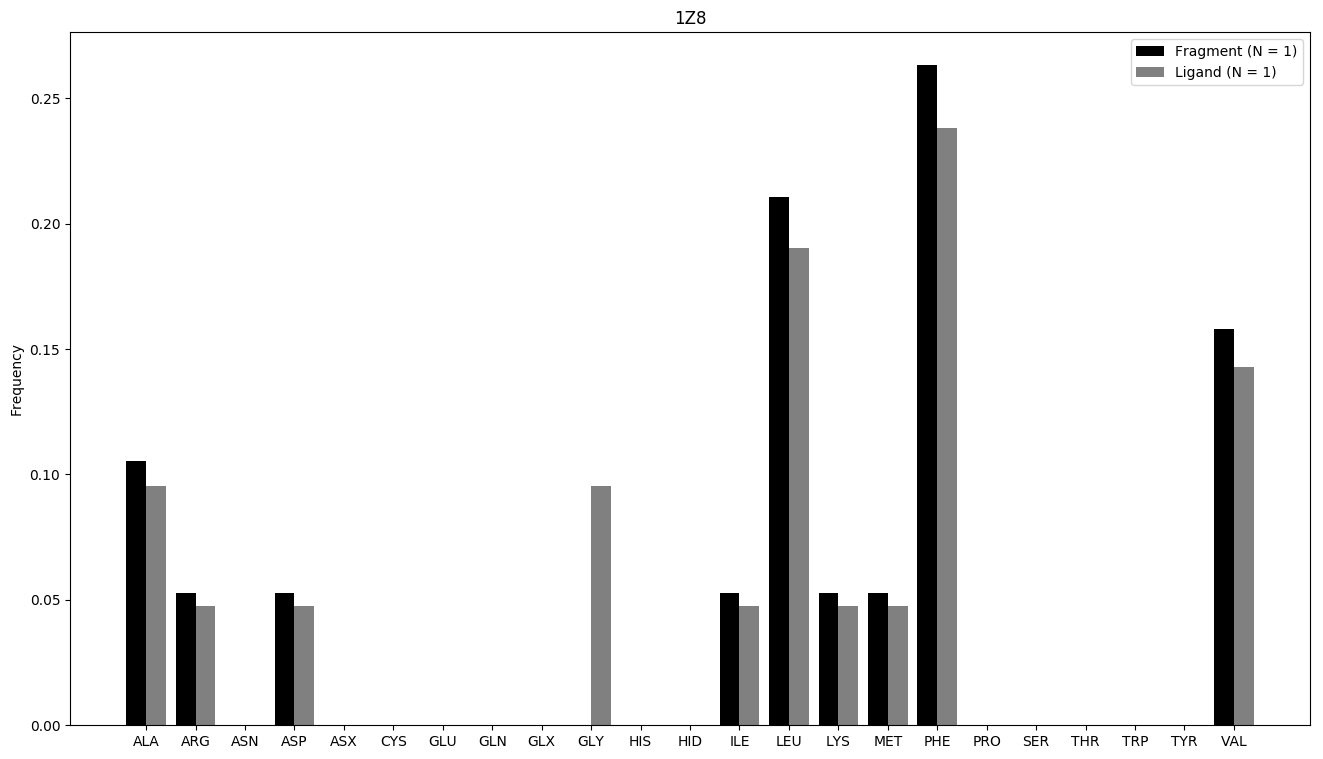 1Z8
Fragment (N = 1)
Ligand (N = 1)
Frequency
0.25
0.20
0.15
0.10
0.05
0.00
ALA ARG ASN ASP ASX CYS GLU GLN GLX GLY HIS HID ILE LEU LYS MET PHE PRO SER THR TRP TYR VAL